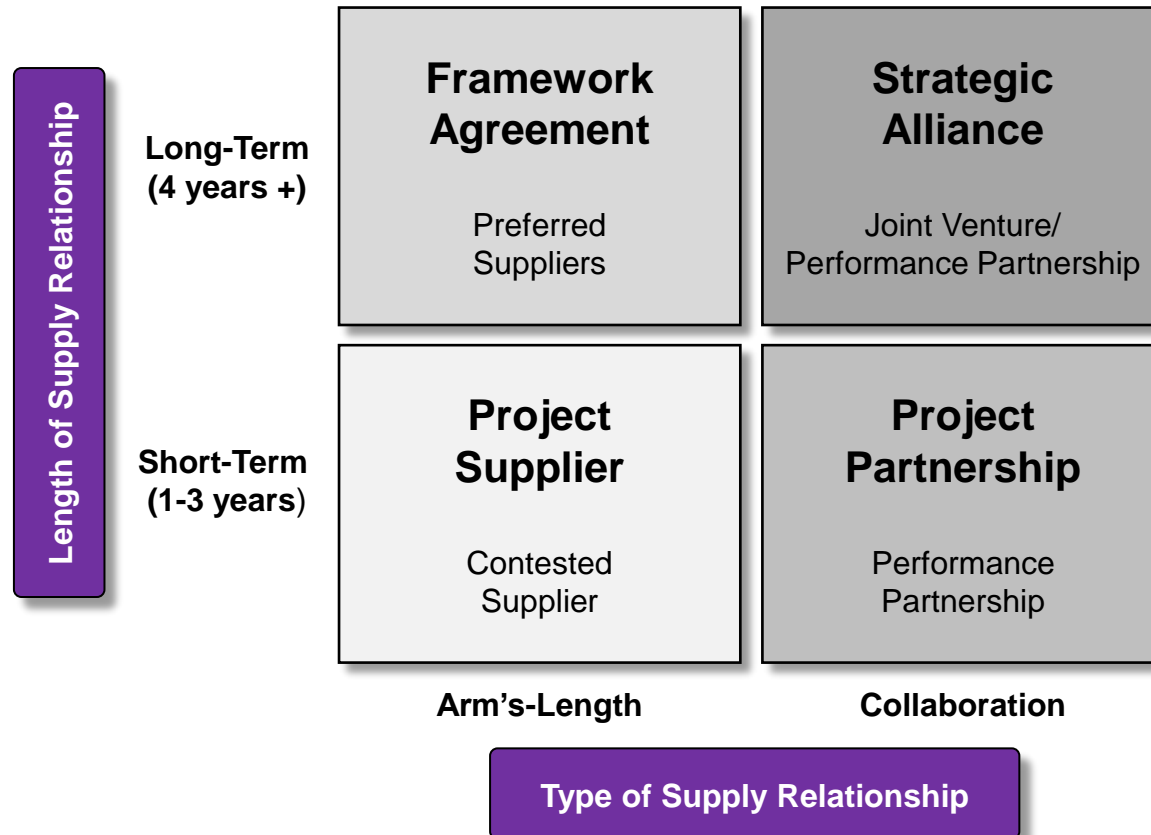 Length of Supply Relationship
Long-Term
(4 years +)
Framework
Agreement
Preferred
Suppliers
Strategic
Alliance
Joint Venture/
Performance Partnership
Short-Term
(1-3 years)
Project
Supplier
Contested
Supplier
Project
Partnership
Performance
Partnership
Arm’s-Length
Collaboration
Type of Supply Relationship